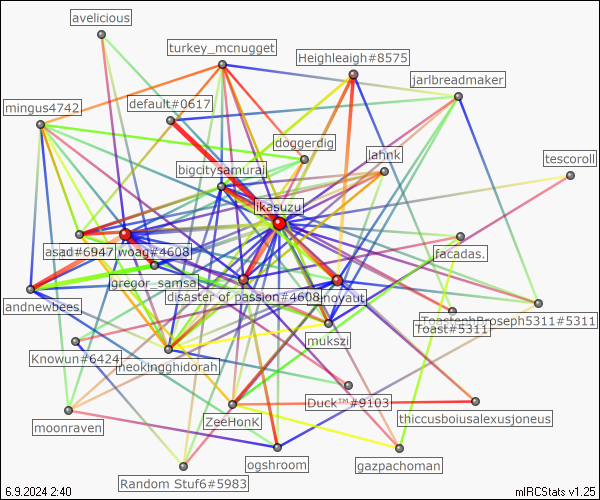 avelicious
turkey_mcnugget
Heighleaigh#8575
jarlbreadmaker
mingus4742
default#0617
doggerdig
lahnk
tescoroll
bigcitysamurai
ikasuzu
asad#6947
woag#4608
facadas.
gregor_samsa
disaster of passion#4608
moyauti
andnewbees
ToastephBroseph5311#5311
Toast#5311
mukszi
Knowun#6424
neokingghidorah
Duck™#9103
thiccusboiusalexusjoneus
moonraven
ZeeHonK
ogshroom
gazpachoman
Random Stuf6#5983
6.9.2024 2:40
mIRCStats v1.25